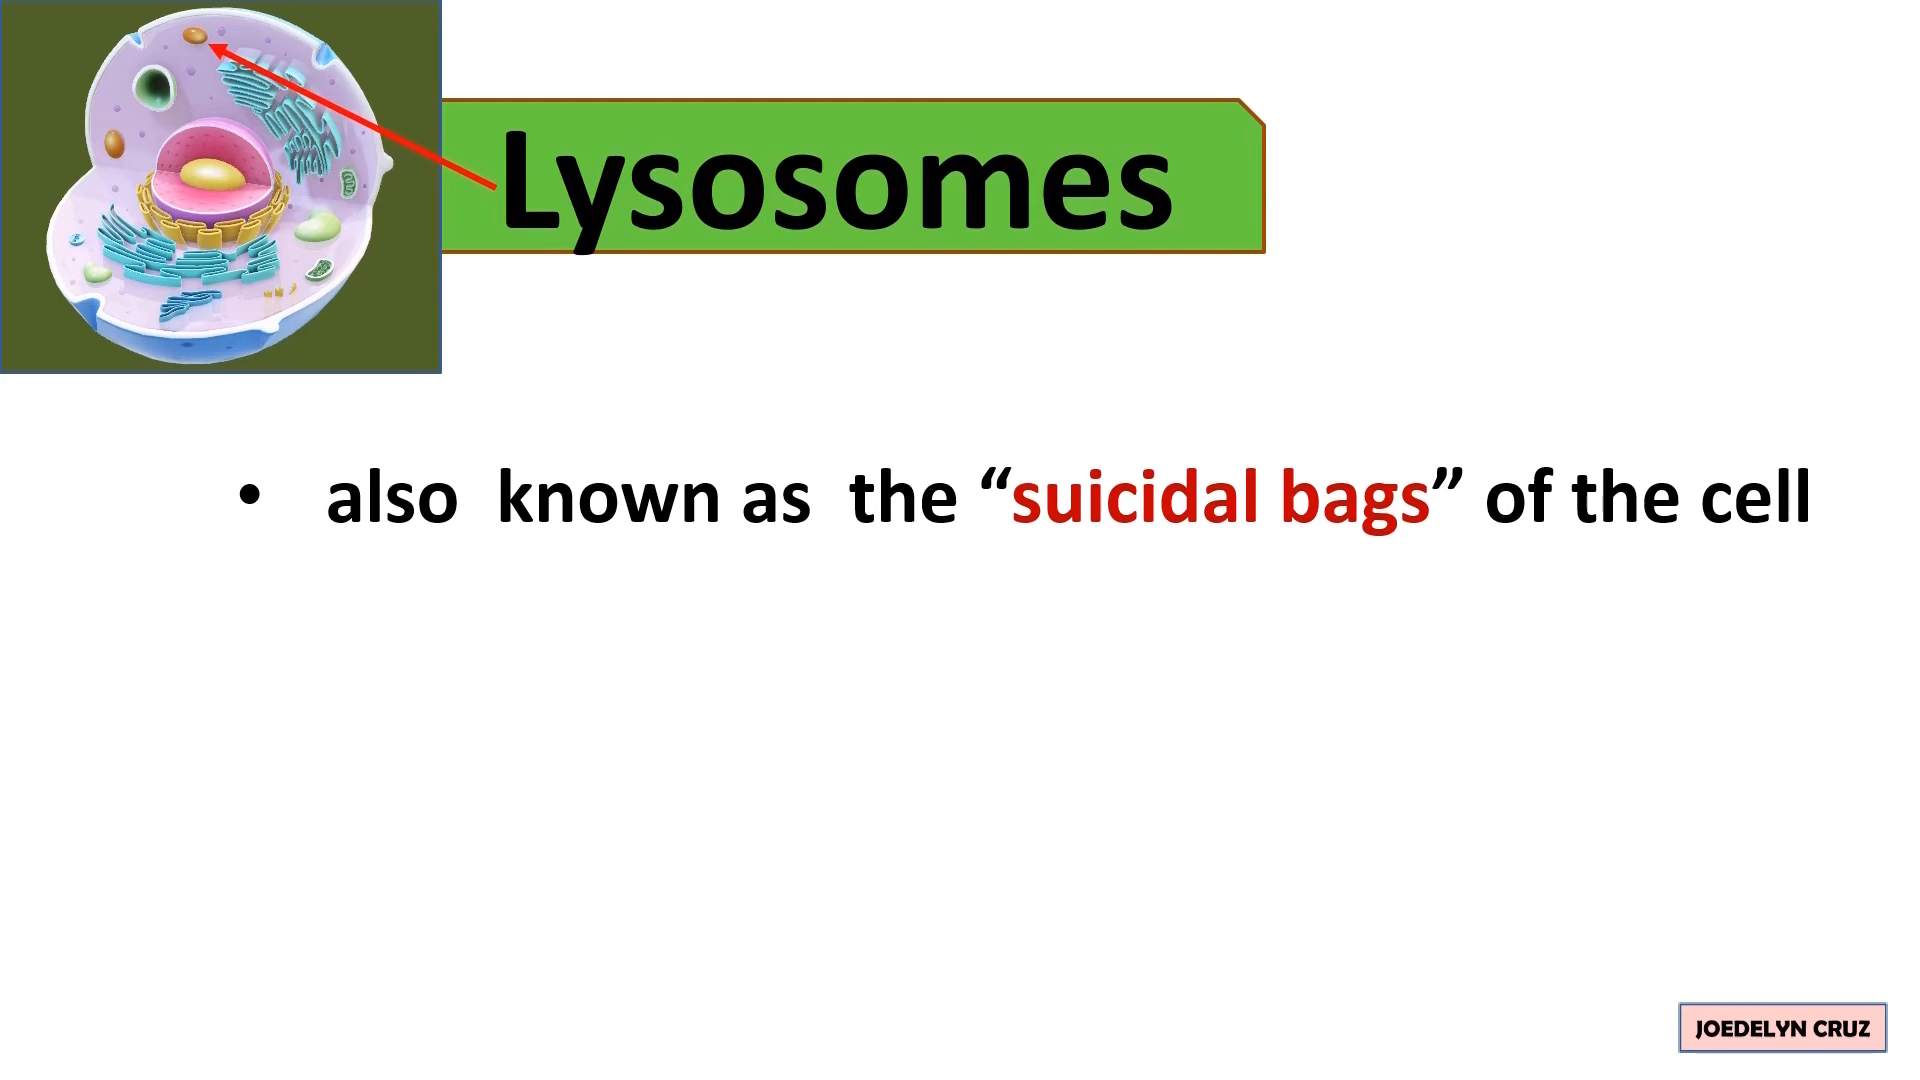 Lysosomes
• also known as the “suicidal bags” of the cell
JOEDELYN CRUZ